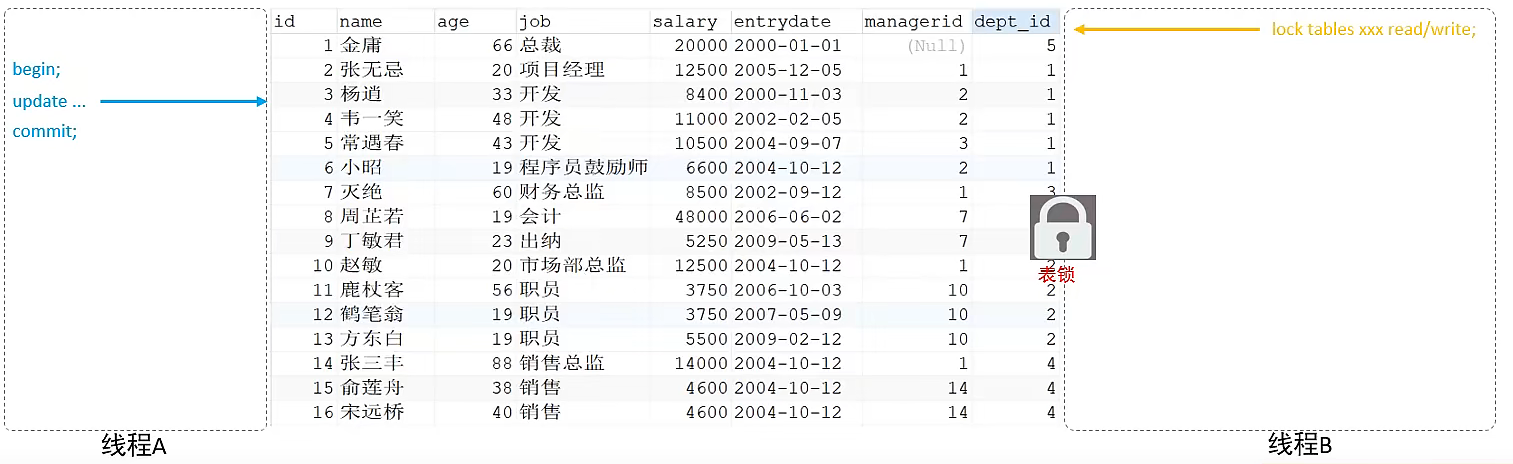 id name age job salary entrydate managerid dept_id
lock tables xxx read/write;
1 金庸 66 总裁 20000 2000-01-01 (Null) 5
begin;
2 张无忌 20 项目经理 12500 2005-12-05 1 1
update ...
3 杨逍 33 开发 8400 2000-11-03 2 1
commit;
4 韦一笑 48 开发 11000 2002-02-05 2 1
5 常遇春 43 开发 10500 2004-09-07 3 1
6 小昭 19 程序员鼓励师 6600 2004-10-12 2 1
7 灭绝 60 财务总监 8500 2002-09-12 1 3
8 周芷若 19 会计 48000 2006-06-02 7
9 丁敏君 23 出纳 5250 2009-05-13 7
10 赵敏 20 市场部总监 12500 2004-10-12 1
表锁
11 鹿杖客 56 职员 3750 2006-10-03 10 2
12 鹤笔翁 19 职员 3750 2007-05-09 10 2
13 方东白 19 职员 5500 2009-02-12 10 2
14 张三丰 88 销售总监 14000 2004-10-12 1 4
15 俞莲舟 38 销售 4600 2004-10-12 14 4
16 宋远桥 40 销售 4600 2004-10-12 14 4
线程A
线程B